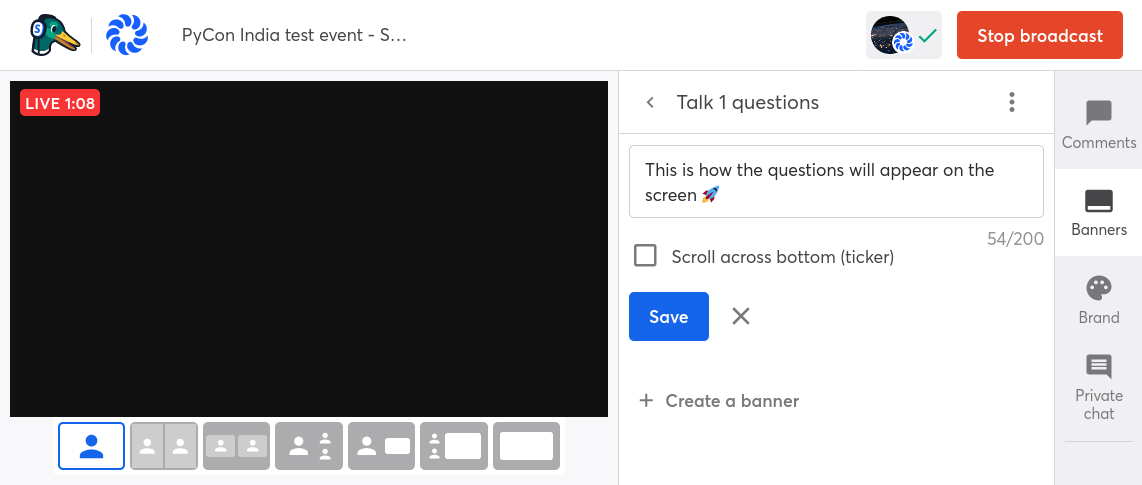 S
PyCon India test event - S...
Stop broadcast
LIVE 1:08
Talk 1 questions
This is how the questions will appear on the
screen 🚀
54/200
Scroll across bottom (ticker)
Save
Create a banner
Comments
Banners
Brand
Private
chat